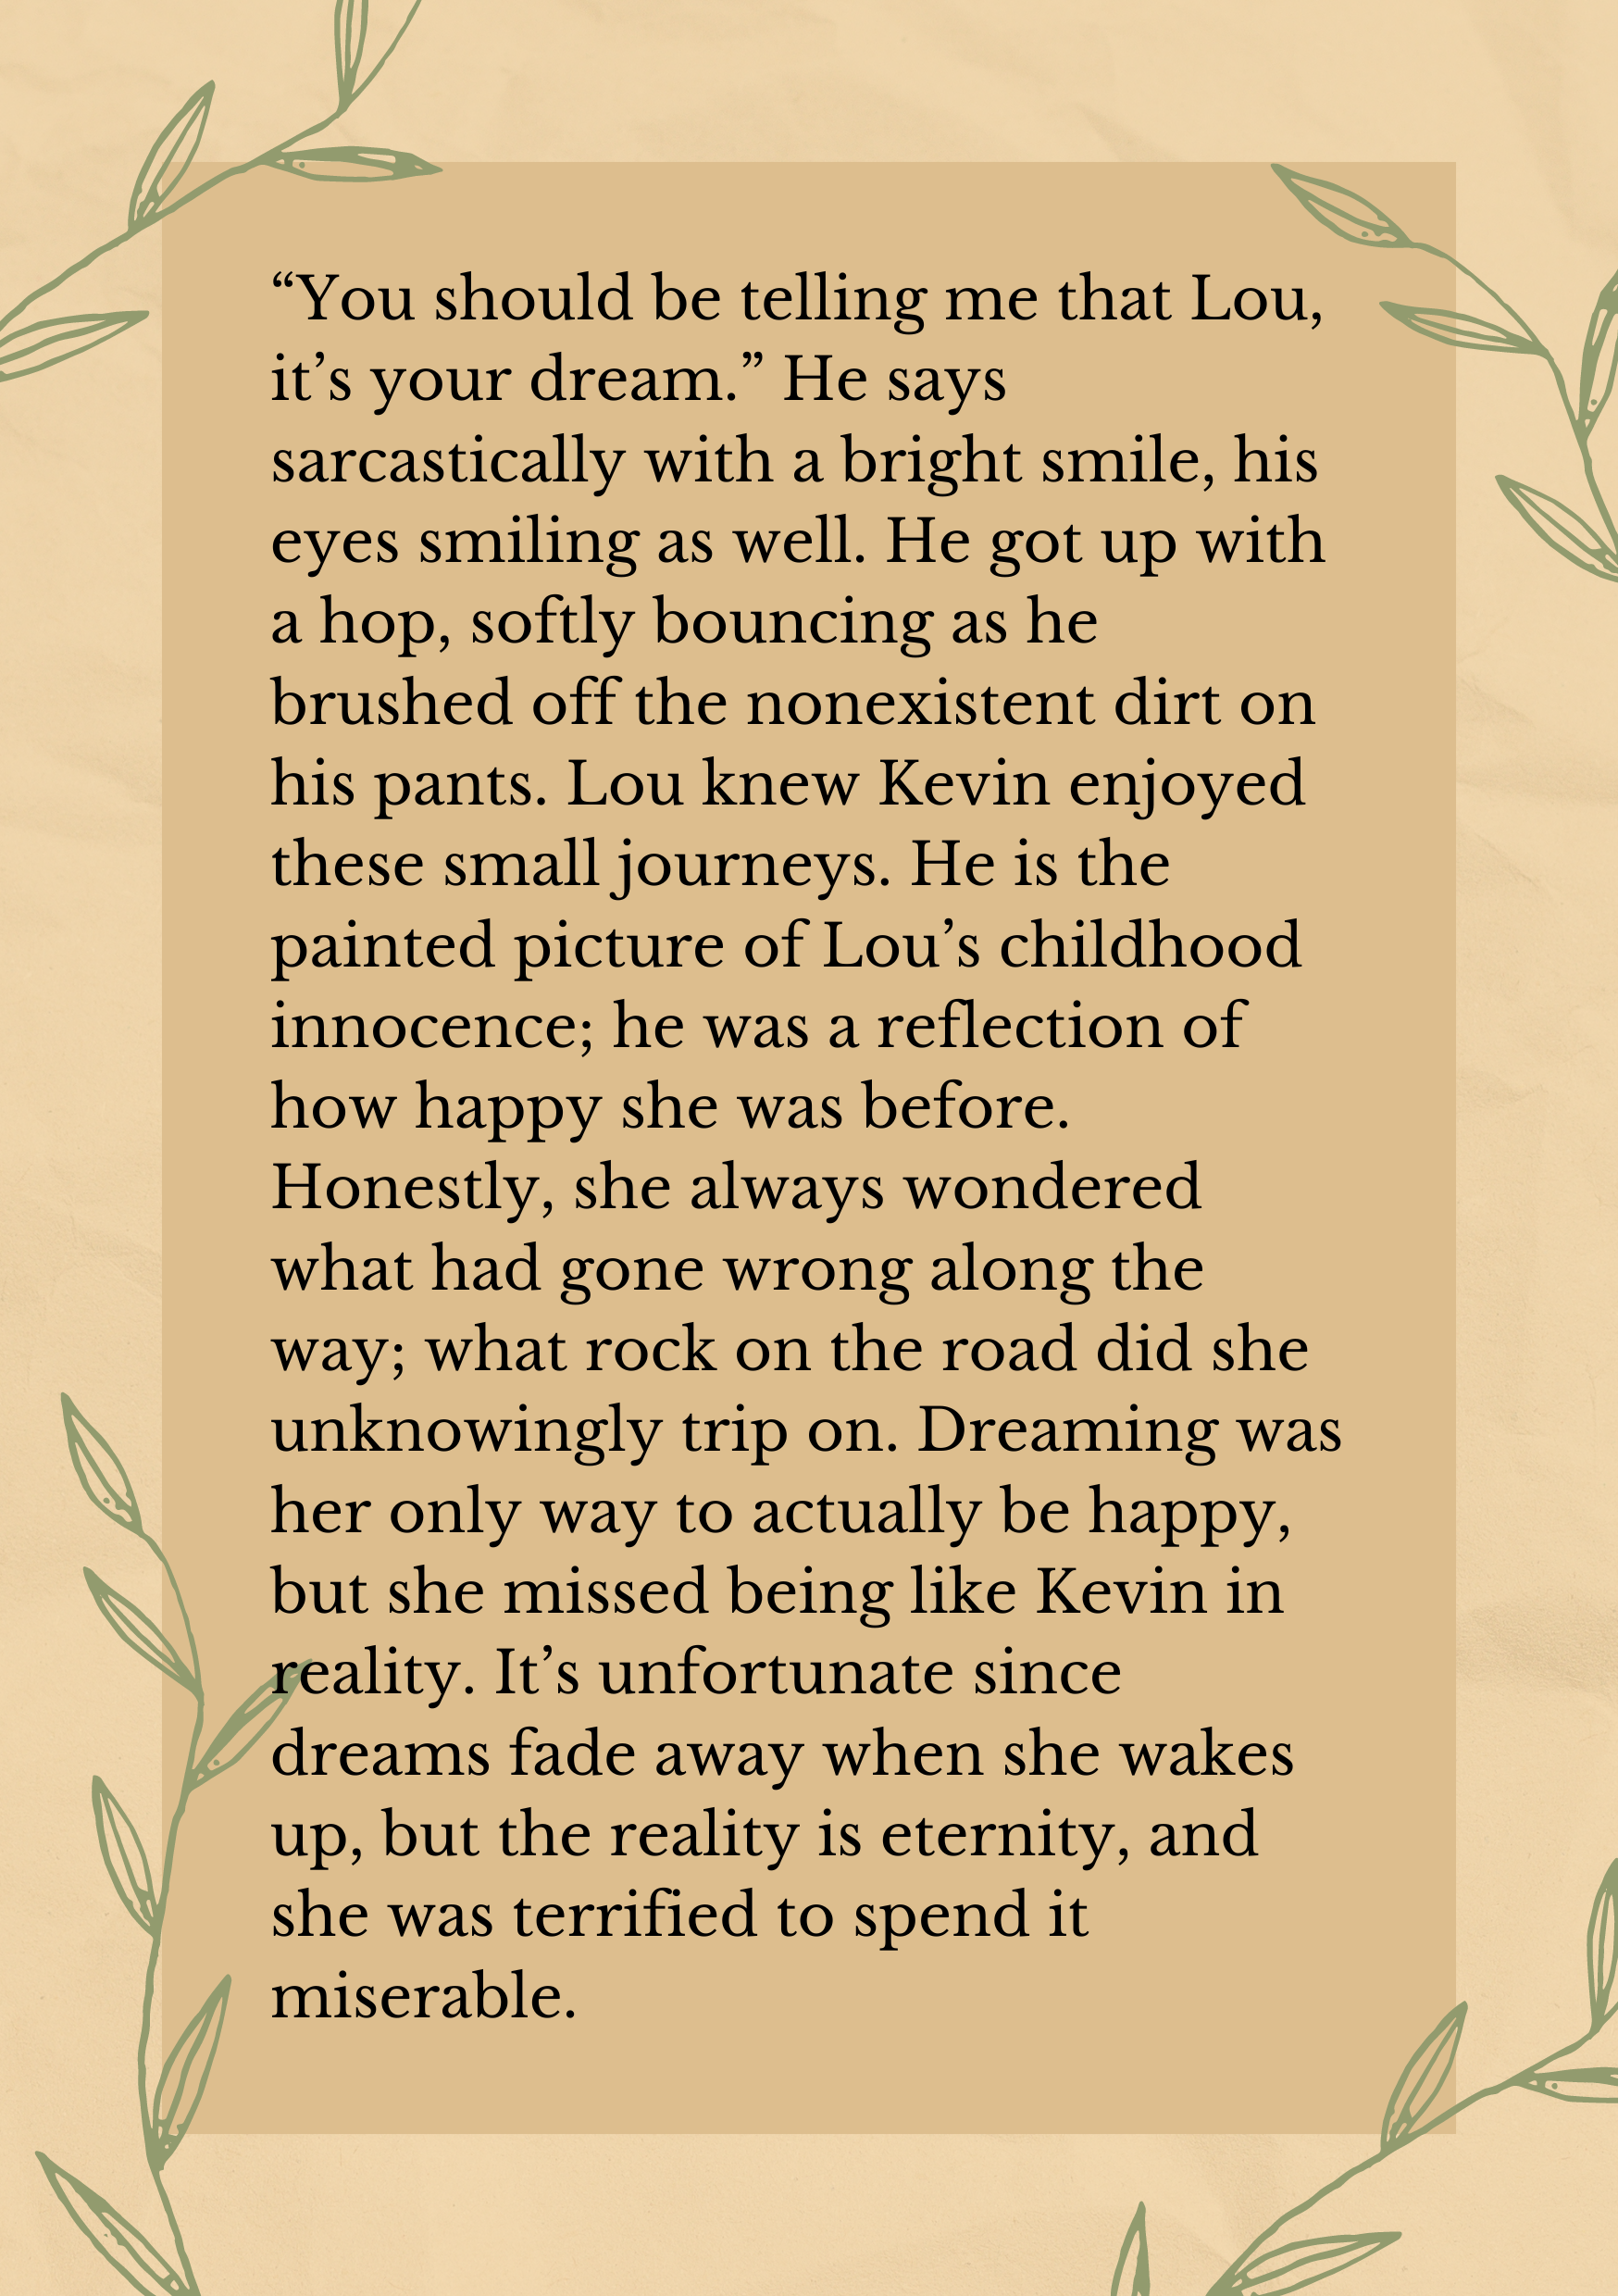 “You should be telling me that Lou,
it’s your dream.” He says
sarcastically with a bright smile, his
eyes smiling as well. He got up with
a hop, softly bouncing as he
brushed off the nonexistent dirt on
his pants. Lou knew Kevin enjoyed
these small journeys. He is the
painted picture of Lou’s childhood
innocence; he was a reflection of
how happy she was before.
Honestly, she always wondered
what had gone wrong along the
way; what rock on the road did she
unknowingly trip on. Dreaming was
her only way to actually be happy,
but she missed being like Kevin in
reality. It’s unfortunate since
dreams fade away when she wakes
up, but the reality is eternity, and
she was terrified to spend it
miserable.